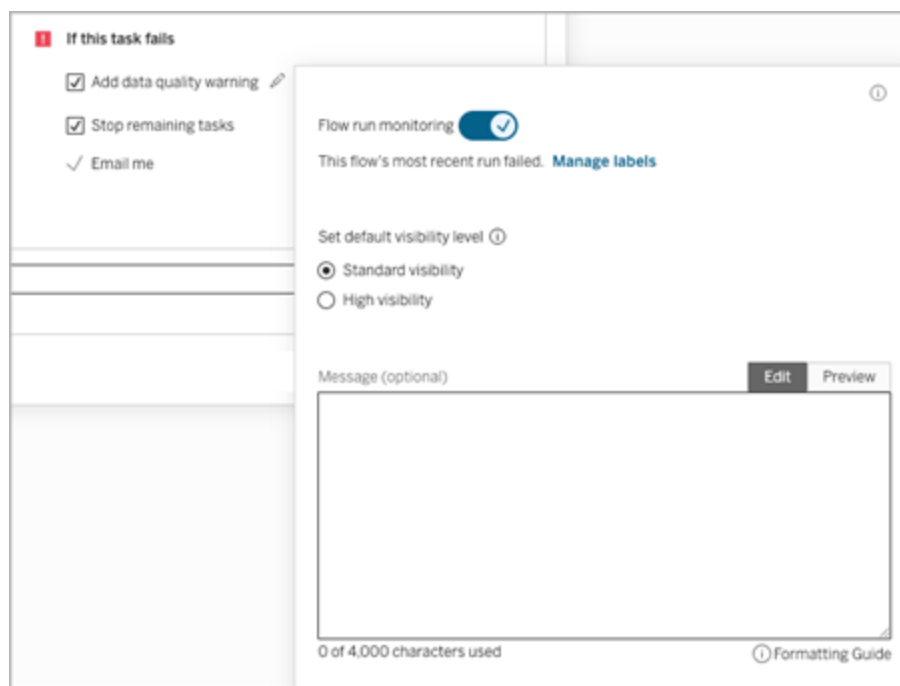 If this task fails
Add data quality warning
Stop remaining tasks
Email me
Flow run monitoring
This flow's most recent run failed. Manage labels
Set default visibility level
Standard visibility
High visibility
Message (optional)
Edit Preview
0 of 4,000 characters used
Formatting Guide